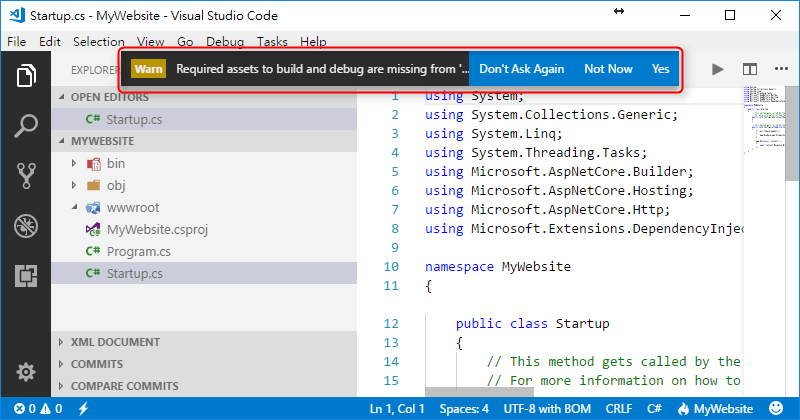 Startup.cs - MyWebsite - Visual Studio Code
File Edit Selection View Go Debug Tasks Help
EXPLORER
Warn Required assets to build and debug are missing from '... Don't Ask Again Not Now Yes
OPEN EDITORS
C# Startup.cs
MYWEBSITE
bin
obj
wwwroot
MyWebsite.csproj
C# Program.cs
C# Startup.cs
XML DOCUMENT
COMMITS
COMPARE COMMITS
1 using System;
2 using System.Collections.Generic;
3 using System.Linq;
4 using System.Threading.Tasks;
5 using Microsoft.AspNetCore.Builder;
6 using Microsoft.AspNetCore.Hosting;
7 using Microsoft.AspNetCore.Http;
8 using Microsoft.Extensions.DependencyInjec
9
10 namespace MyWebsite
11 {
12 public class Startup
13 {
14 // This method gets called by the
15 // For more information on how to
0 0 Ln 1, Col 1 Spaces: 4 UTF-8 with BOM CRLF C# MyWebsite